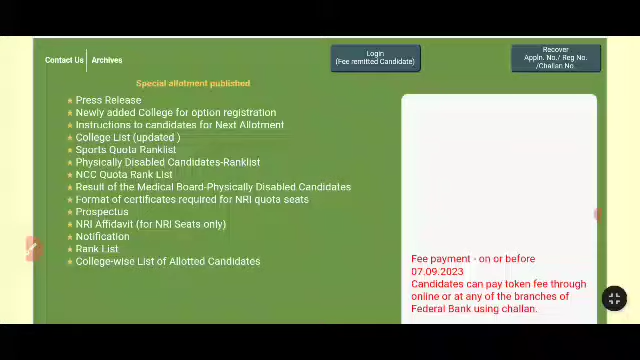 Contact Us
Archives
Login
(Fee remitted Candidate)
Recover
Appln. No./ Reg No.
/Challan No.
Special allotment published
Press Release
Newly added College for option registration
Instructions to candidates for Next Allotment
College List (updated )
Sports Quota Ranklist
Physically Disabled Candidates-Ranklist
NCC Quota Rank List
Result of the Medical Board-Physically Disabled Candidates
Format of certificates required for NRI quota seats
Prospectus
NRI Affidavit (for NRI Seats only)
Notification
Rank List
College-wise List of Allotted Candidates
Fee payment - on or before
07.09.2023
Candidates can pay token fee through
online or at any of the branches of
Federal Bank using challan.